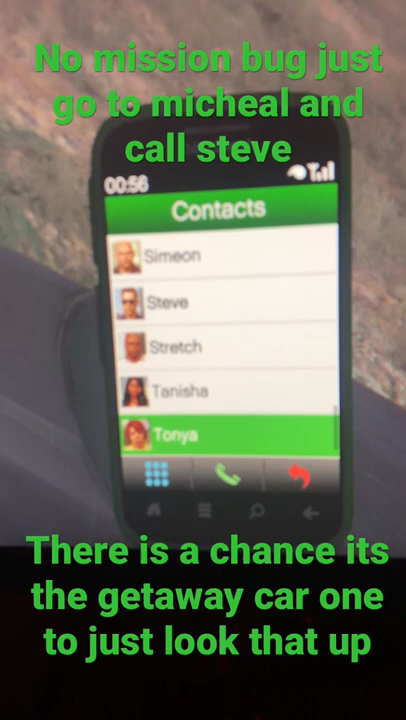 No mission bug just
go to micheal and
call steve
00:56
Contacts
Simeon
Steve
Stretch
Tanisha
Tonya
There is a chance its
the getaway car one
to just look that up